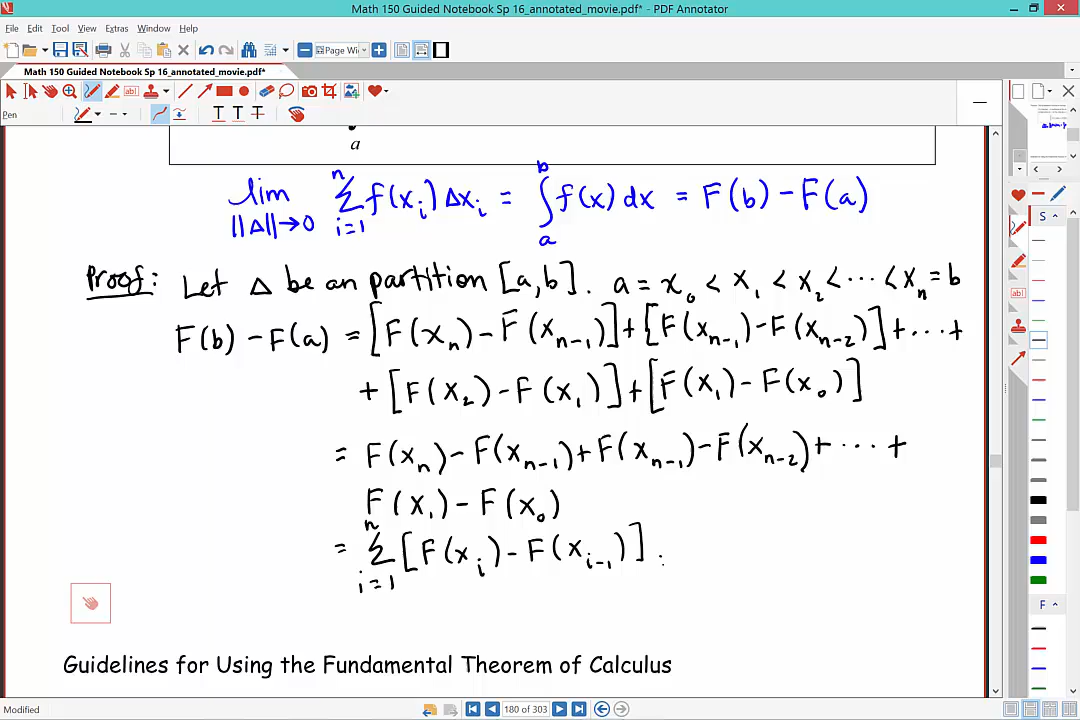 Math 150 Guided Notebook Sp 16_annotated_movie.pdf* - PDF Annotator
File Edit View Tool Extras Window Help
Page Wi
Math 150 Guided Notebook Sp 16_annotated_movie.pdf*
Pen
a
lim ||Δ||→0 n Σ i=1 f(x_i) Δx_i = ∫ a b f(x) dx = F(b) - F(a)
Proof: Let Δ be an partition [a,b]. a = x_0 < x_1 < x_2 < ... < x_n = b
F(b) - F(a) = [F(x_n) - F(x_{n-1})] + [F(x_{n-1}) - F(x_{n-2})] + ... +
+ [F(x_2) - F(x_1)] + [F(x_1) - F(x_0)]
= F(x_n) - F(x_{n-1}) + F(x_{n-1}) - F(x_{n-2}) + ... +
F(x_1) - F(x_0)
= n Σ i=1 [F(x_i) - F(x_{i-1})]
Guidelines for Using the Fundamental Theorem of Calculus
S
F
Modified
180 of 303